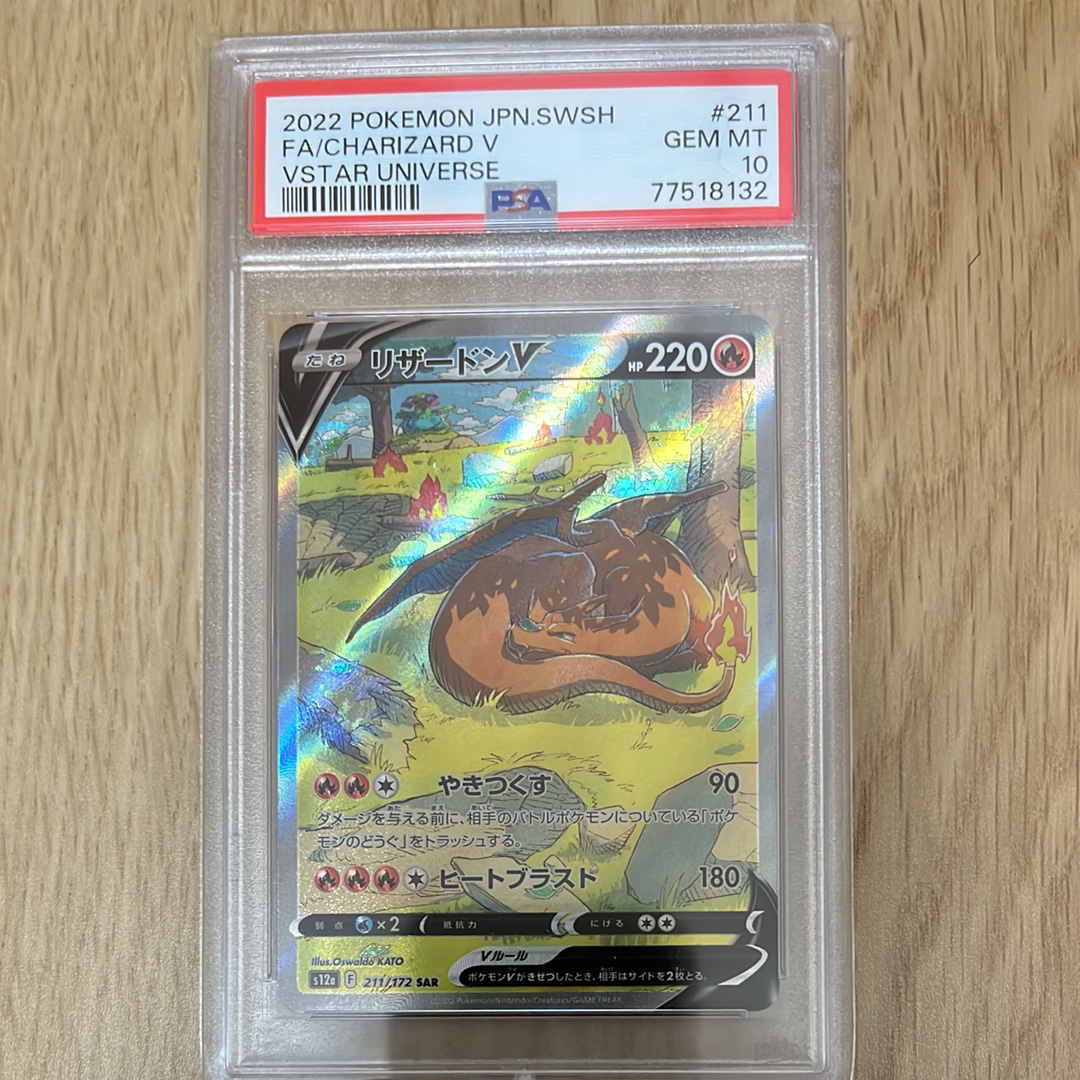 2022 POKEMON JPN.SWSH #211
FA/CHARIZARD V GEM MT
VSTAR UNIVERSE 10
PSA 77518132
たね リザードンV HP 220
やきつくす 90
ダメージを与える前に、相手のバトルポケモンについている「ポケ
モンのどうぐ」をトラッシュする。
ヒートブラスト 180
弱点 ×2 抵抗力 にげる
Illus.Oswaldo KATO
Vルール
ポケモンVがきぜつしたとき、相手はサイドを2枚とる。
s12a F 211/172 SAR
Pokémon/Nintendo/Creatures/GAME FREAK